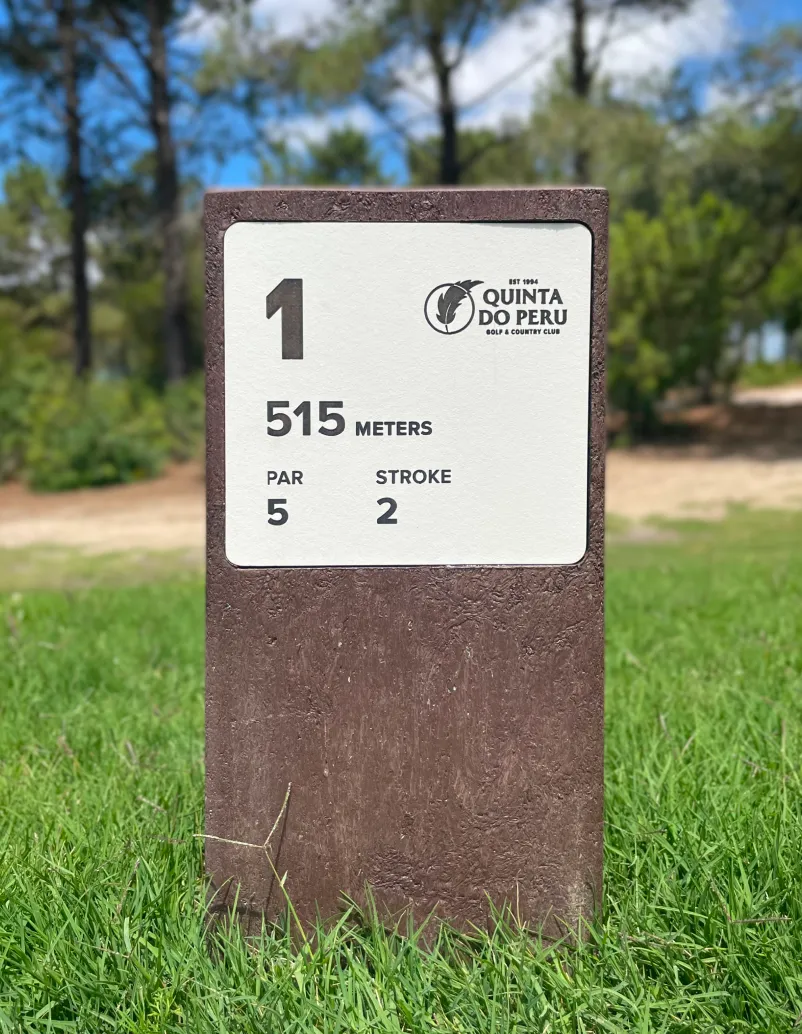 1
EST 1994
QUINTA
DO PERU
GOLF & COUNTRY CLUB
515 METERS
PAR STROKE
5 2